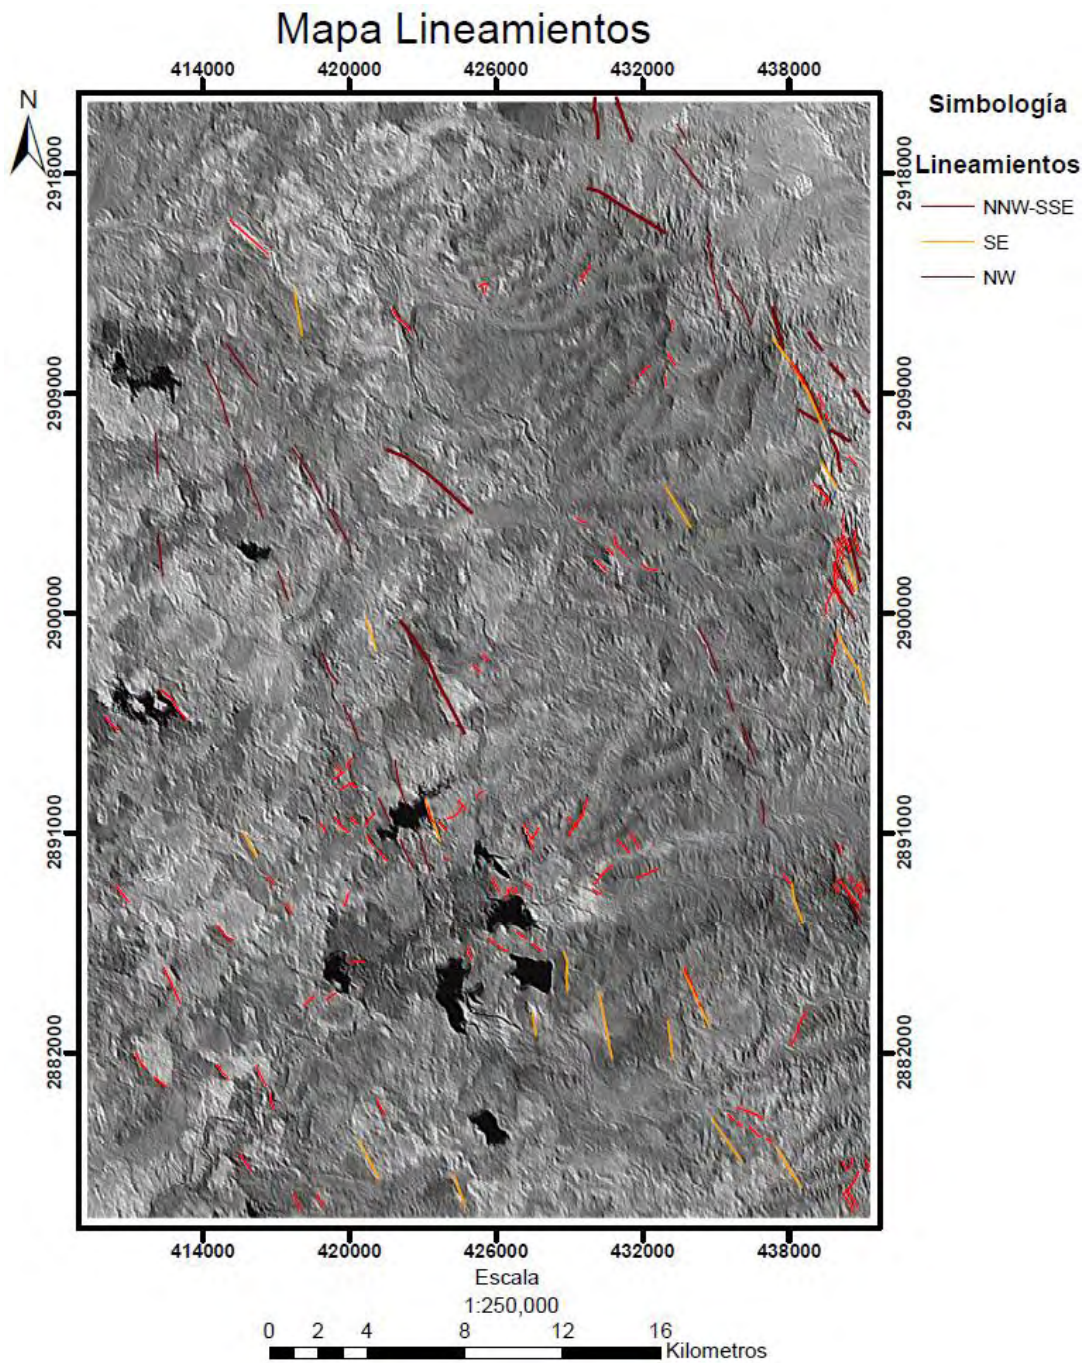 Mapa Lineamientos
414000 420000 426000 432000 438000
N
Simbología
Lineamientos
NNW-SSE
SE
NW
2918000 2918000
2909000 2909000
2900000 2900000
2891000 2891000
2882000 2882000
414000 420000 426000 432000 438000
Escala
1:250,000
0 2 4 8 12 16
Kilometros